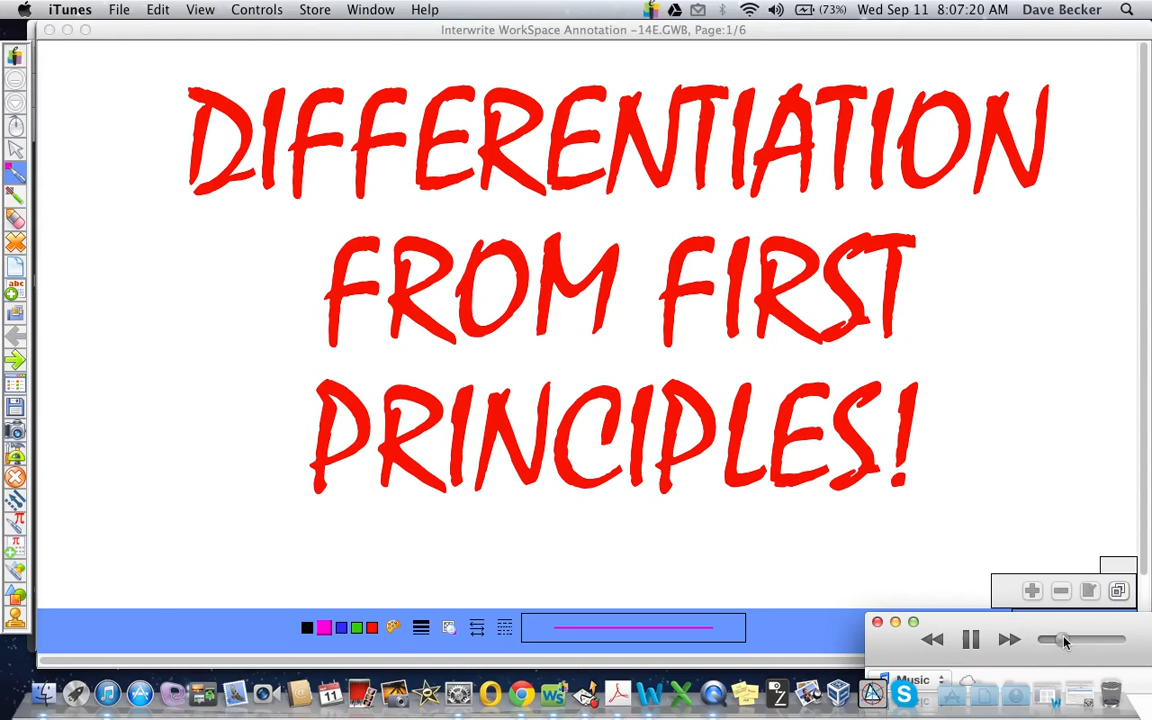 iTunes File Edit View Controls Store Window Help (73%) Wed Sep 11 8:07:20 AM Dave Becker
Interwrite WorkSpace Annotation -14E.GWB, Page:1/6
DIFFERENTIATION
FROM FIRST
PRINCIPLES!
Music